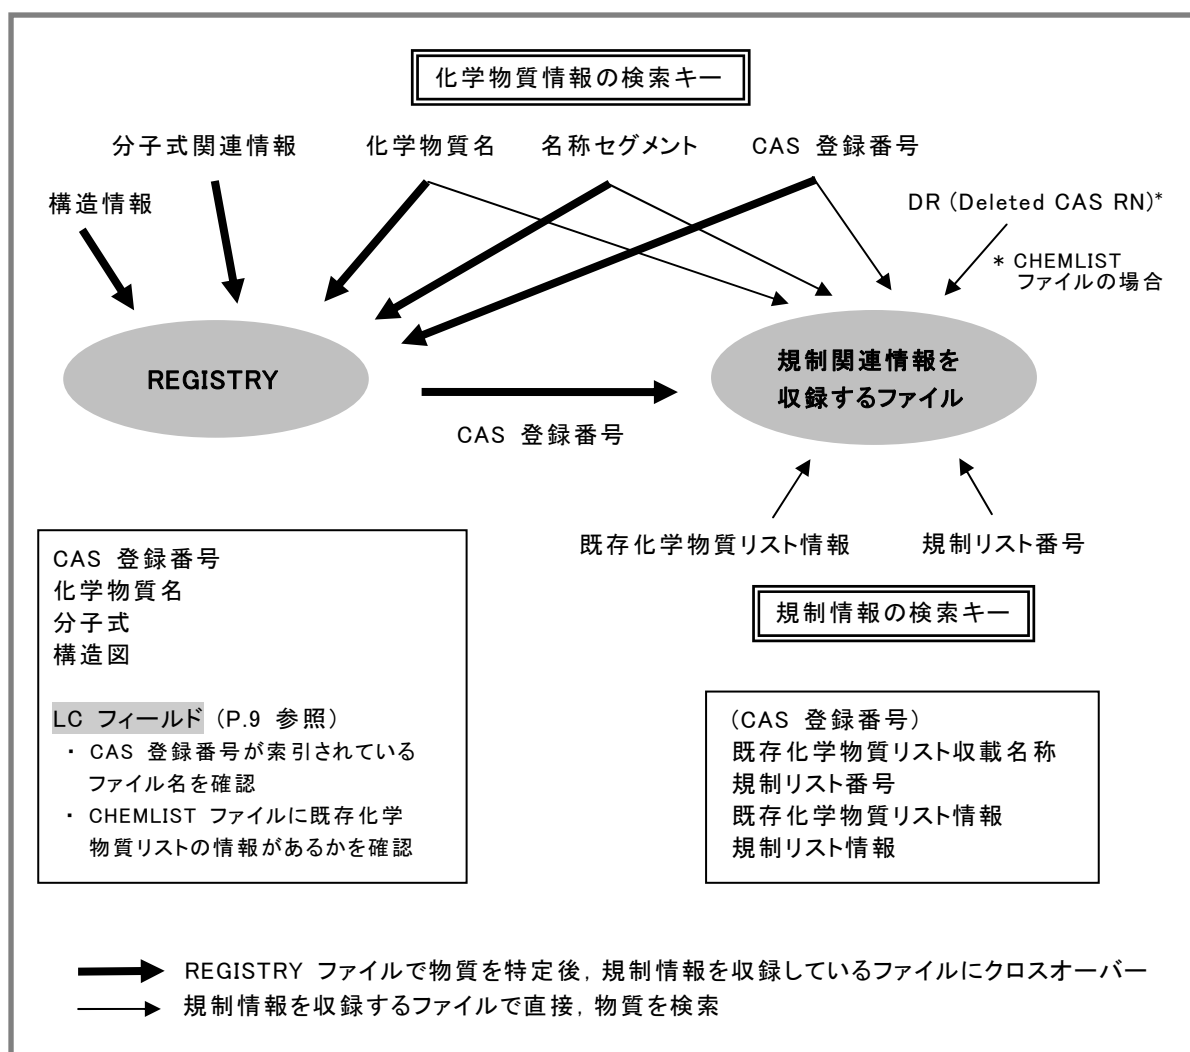 化学物質情報の検索キー
分子式関連情報
化学物質名
名称セグメント
CAS 登録番号
構造情報
DR (Deleted CAS RN)*
* CHEMLIST
ファイルの場合
REGISTRY
規制関連情報を
収録するファイル
CAS 登録番号
既存化学物質リスト情報
規制リスト番号
規制情報の検索キー
CAS 登録番号
化学物質名
分子式
構造図
LC フィールド (P.9 参照)
・ CAS 登録番号が索引されている
ファイル名を確認
・ CHEMLIST ファイルに既存化学
物質リストの情報があるかを確認
(CAS 登録番号)
既存化学物質リスト収載名称
規制リスト番号
既存化学物質リスト情報
規制リスト情報
REGISTRY ファイルで物質を特定後, 規制情報を収録しているファイルにクロスオーバー
規制情報を収録するファイルで直接, 物質を検索